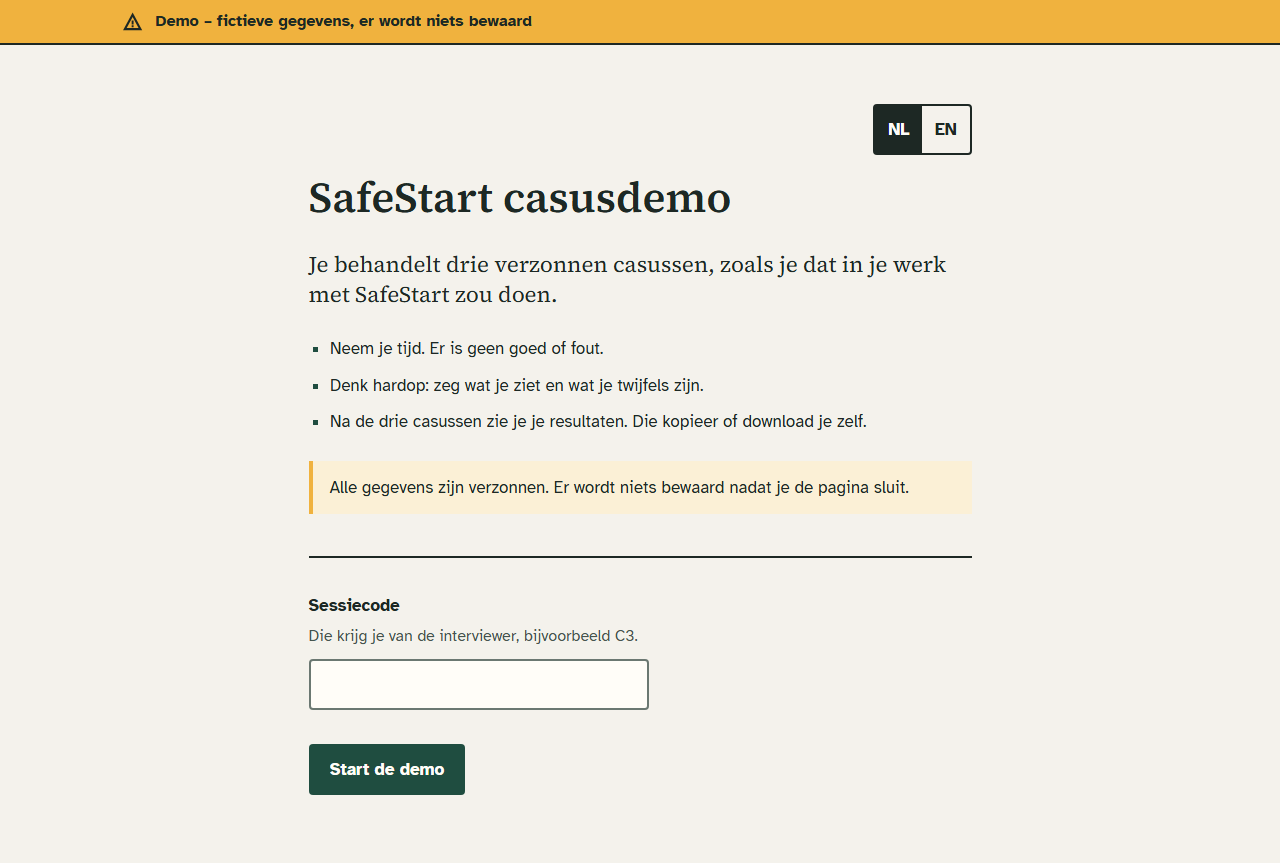 Demo – fictieve gegevens, er wordt niets bewaard
NL EN
SafeStart casusdemo
Je behandelt drie verzonnen casussen, zoals je dat in je werk
met SafeStart zou doen.
Neem je tijd. Er is geen goed of fout.
Denk hardop: zeg wat je ziet en wat je twijfels zijn.
Na de drie casussen zie je je resultaten. Die kopieer of download je zelf.
Alle gegevens zijn verzonnen. Er wordt niets bewaard nadat je de pagina sluit.
Sessiecode
Die krijg je van de interviewer, bijvoorbeeld C3.
Start de demo